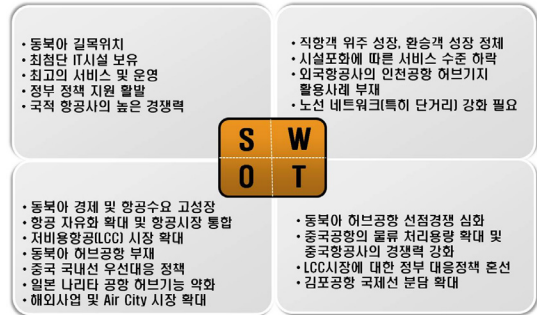 • 동북아 길목위치
• 최첨단 IT시설 보유
• 최고의 서비스 및 운영
• 정부 정책 지원 활발
• 국적 항공사의 높은 경쟁력
• 직항객 위주 성장, 환승객 성장 정체
• 시설포화에 따른 서비스 수준 하락
• 외국항공사의 인천공항 허브기지
활용사례 부재
• 노선 네트워크(특히 단거리) 강화 필요
S W
O T
• 동북아 경제 및 항공수요 고성장
• 항공 자유화 확대 및 항공시장 통합
• 저비용항공(LCC) 시장 확대
• 동북아 허브공항 부재
• 중국 국내선 우선대응 정책
• 일본 나리타 공항 허브기능 약화
• 해외사업 및 Air City 시장 확대
• 동북아 허브공항 선점경쟁 심화
• 중국공항의 물류 처리용량 확대 및
중국항공사의 경쟁력 강화
• LCC시장에 대한 정부 대응정책 혼선
• 김포공항 국제선 분담 확대